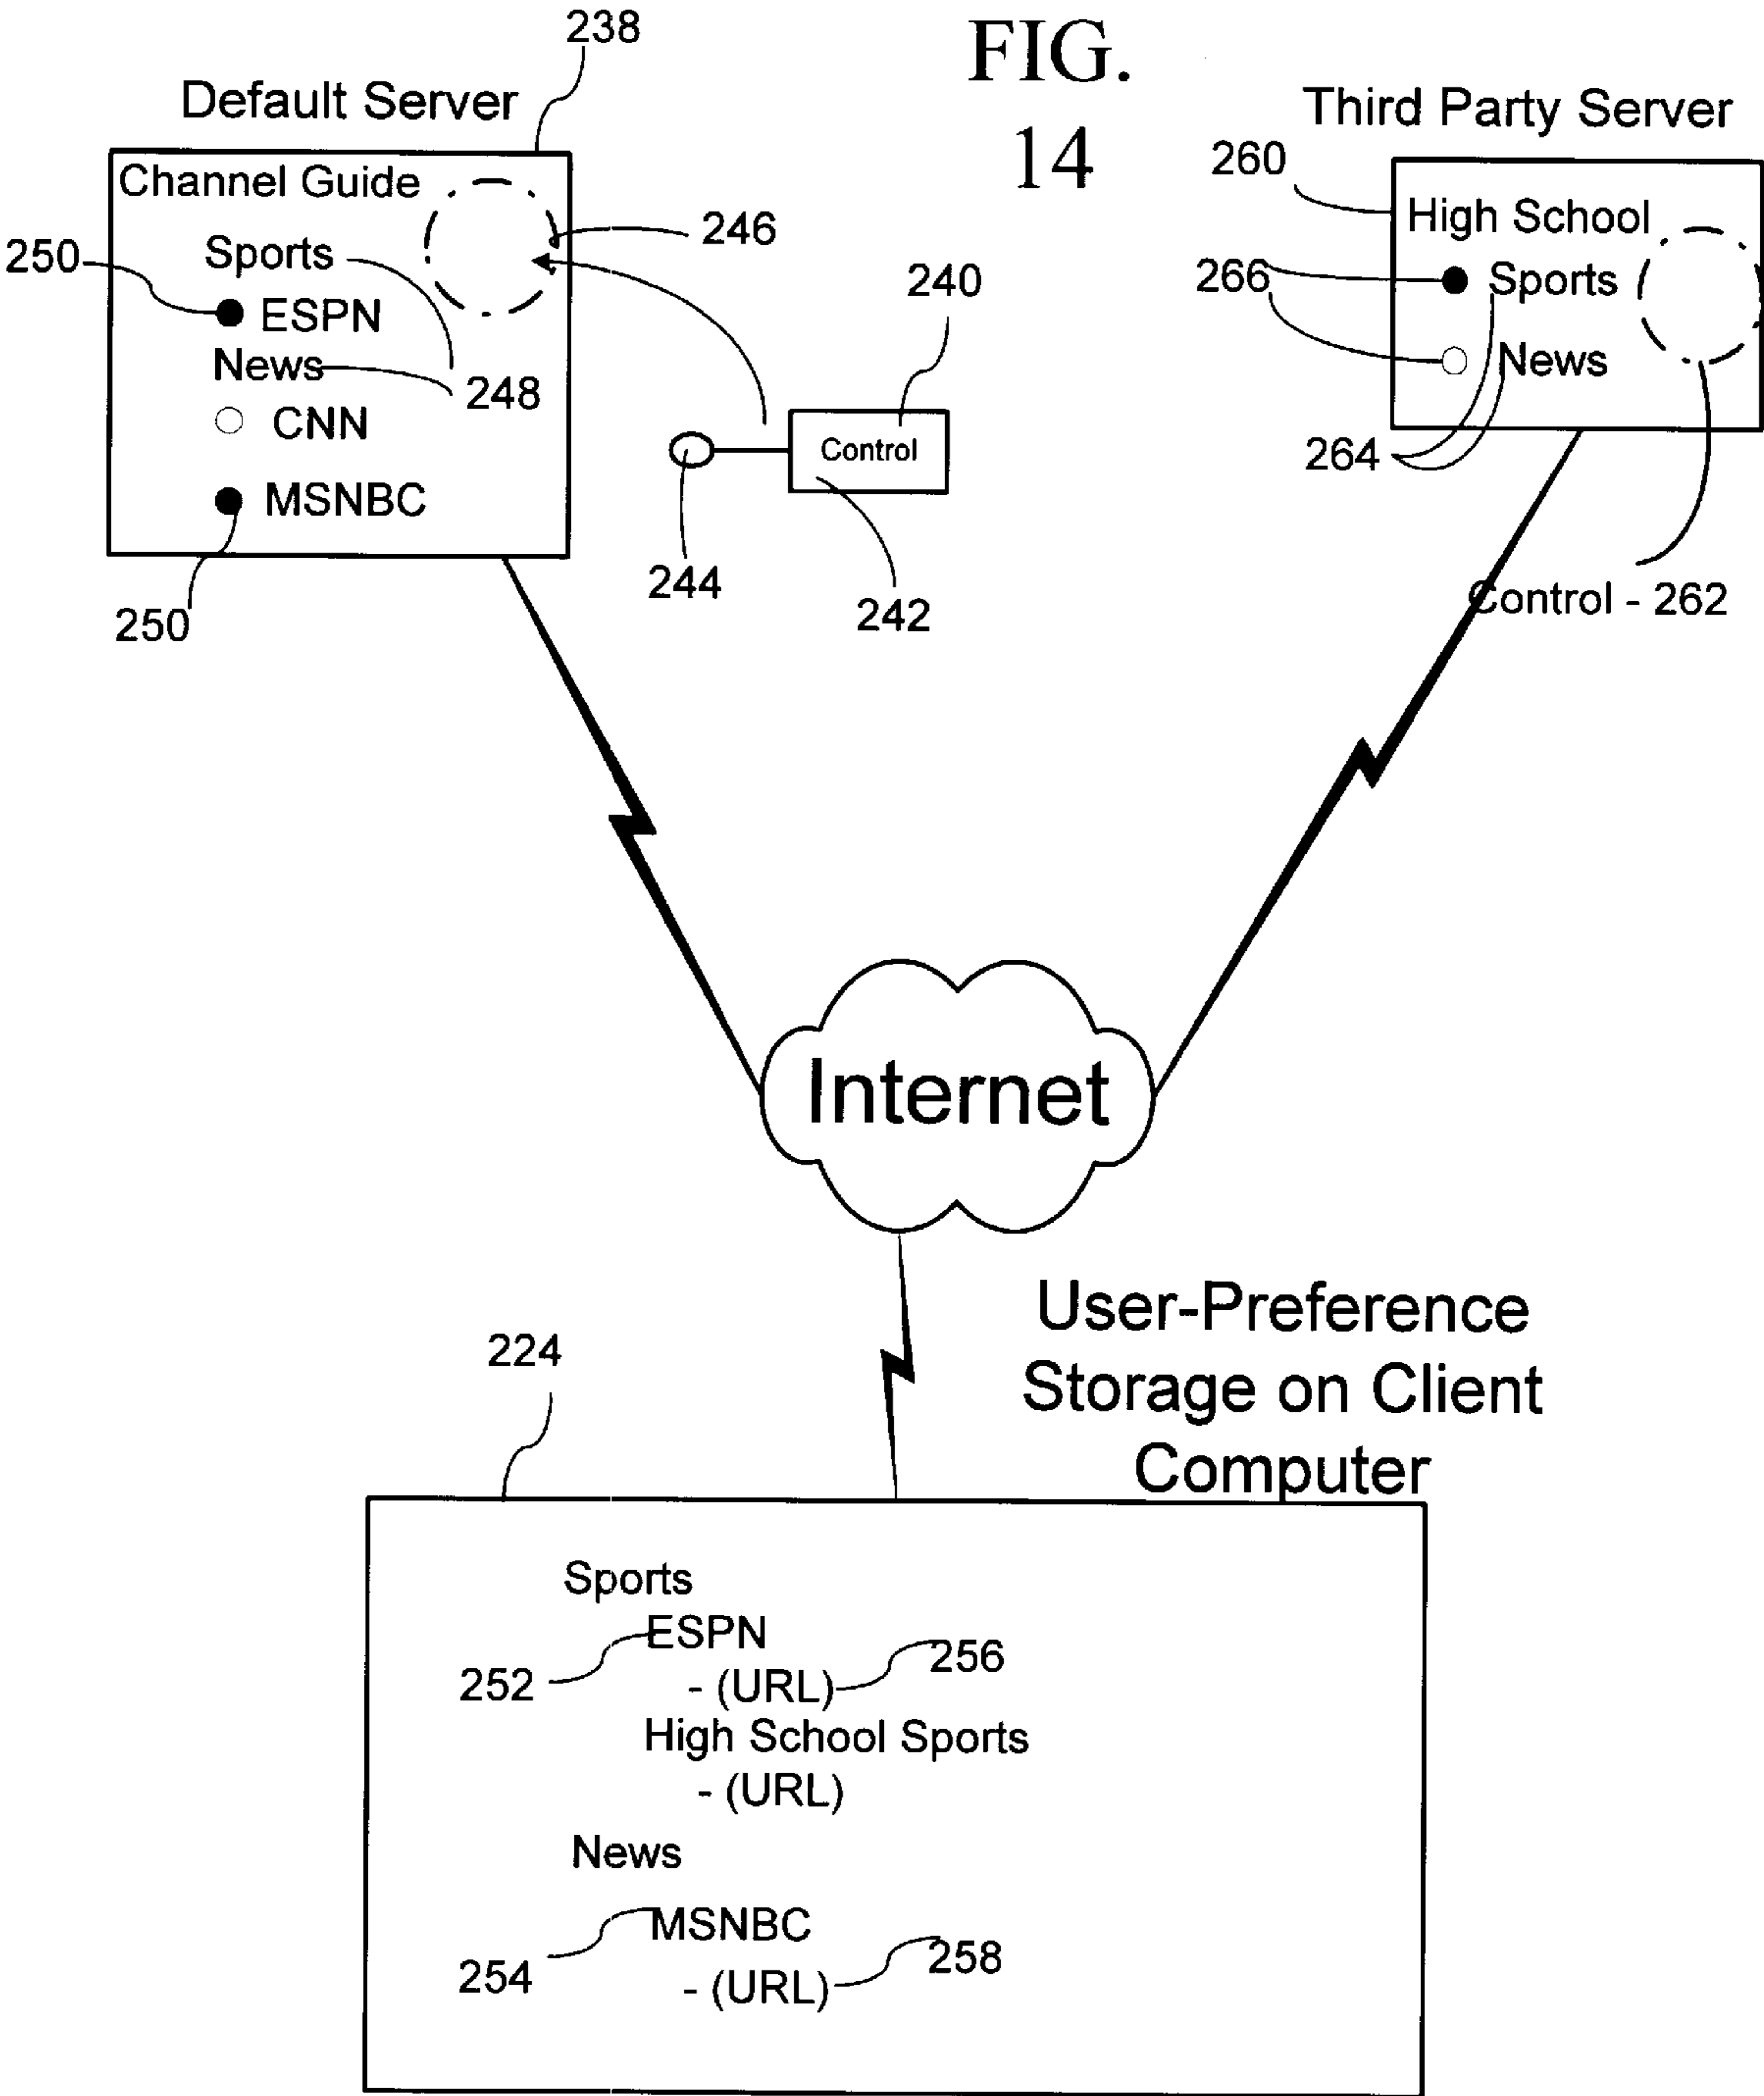 FIG.
14
238
Default Server
Channel Guide
246
250
Sports
ESPN
News
248
CNN
MSNBC
250
240
Control
244
242
Third Party Server
260
High School
266
Sports
News
264
Control - 262
Internet
User-Preference
Storage on Client
Computer
224
Sports
ESPN
252
256
- (URL)
High School Sports
- (URL)
News
MSNBC
254
258
- (URL)